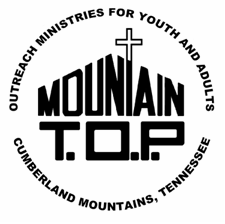 OUTREACH MINISTRIES FOR YOUTH AND ADULTS
MOUNTAIN
T.O.P.
CUMBERLAND MOUNTAINS, TENNESSEE